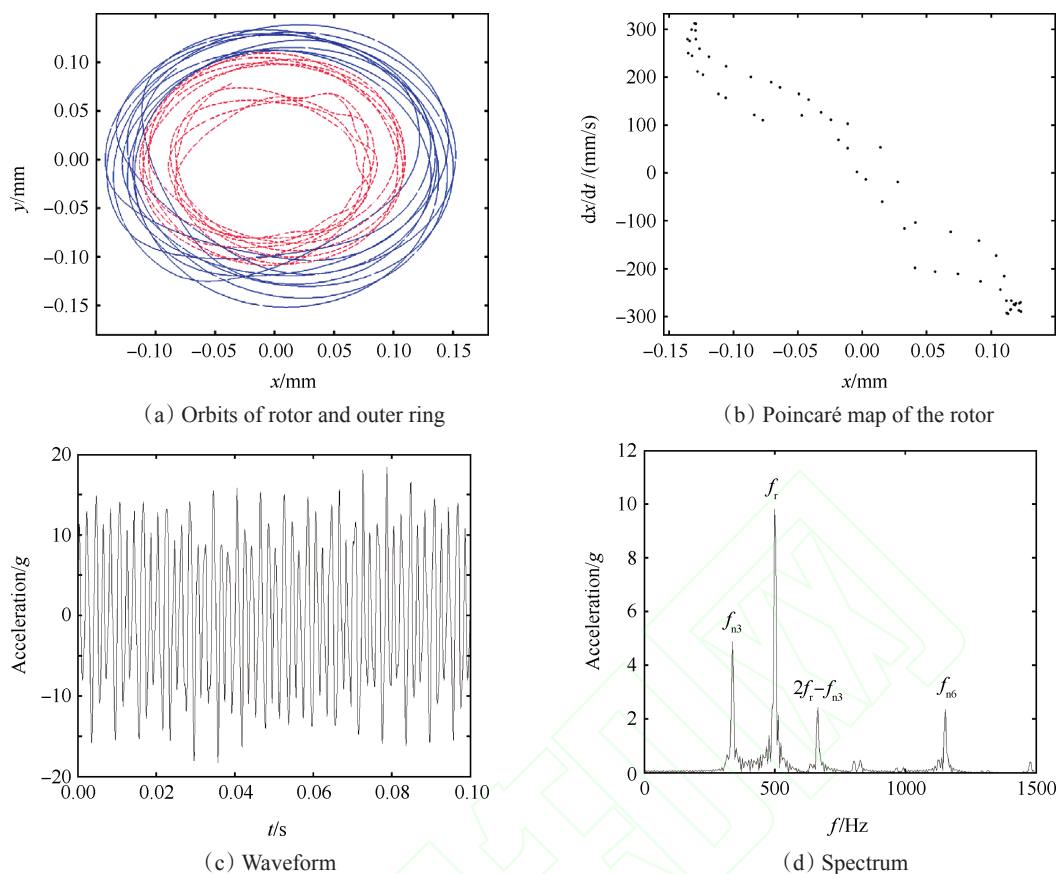 0.10
0.05
0.00
−0.05
−0.10
−0.15
y/mm
−0.10 −0.05 0.00 0.05 0.10 0.15
x/mm
(a) Orbits of rotor and outer ring
300
200
100
0
−100
−200
−300
dx/dt /(mm/s)
−0.15 −0.10 −0.05 0.00 0.05 0.10
x/mm
(b) Poincaré map of the rotor
20
10
0
−10
−20
Acceleration/g
0.00 0.02 0.04 0.06 0.08 0.10
t/s
(c) Waveform
12
10
8
6
4
2
0
Acceleration/g
fr
fn3
2fr−fn3
fn6
0 500 1000 1500
f/Hz
(d) Spectrum